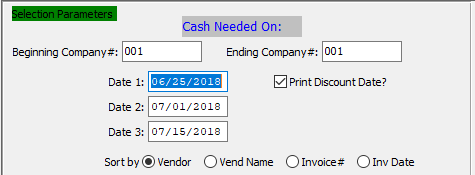 Selection Parameters
Cash Needed On:
Beginning Company#: 001 Ending Company#: 001
Date 1: 06/25/2018 Print Discount Date?
Date 2: 07/01/2018
Date 3: 07/15/2018
Sort by Vendor Vend Name Invoice# Inv Date